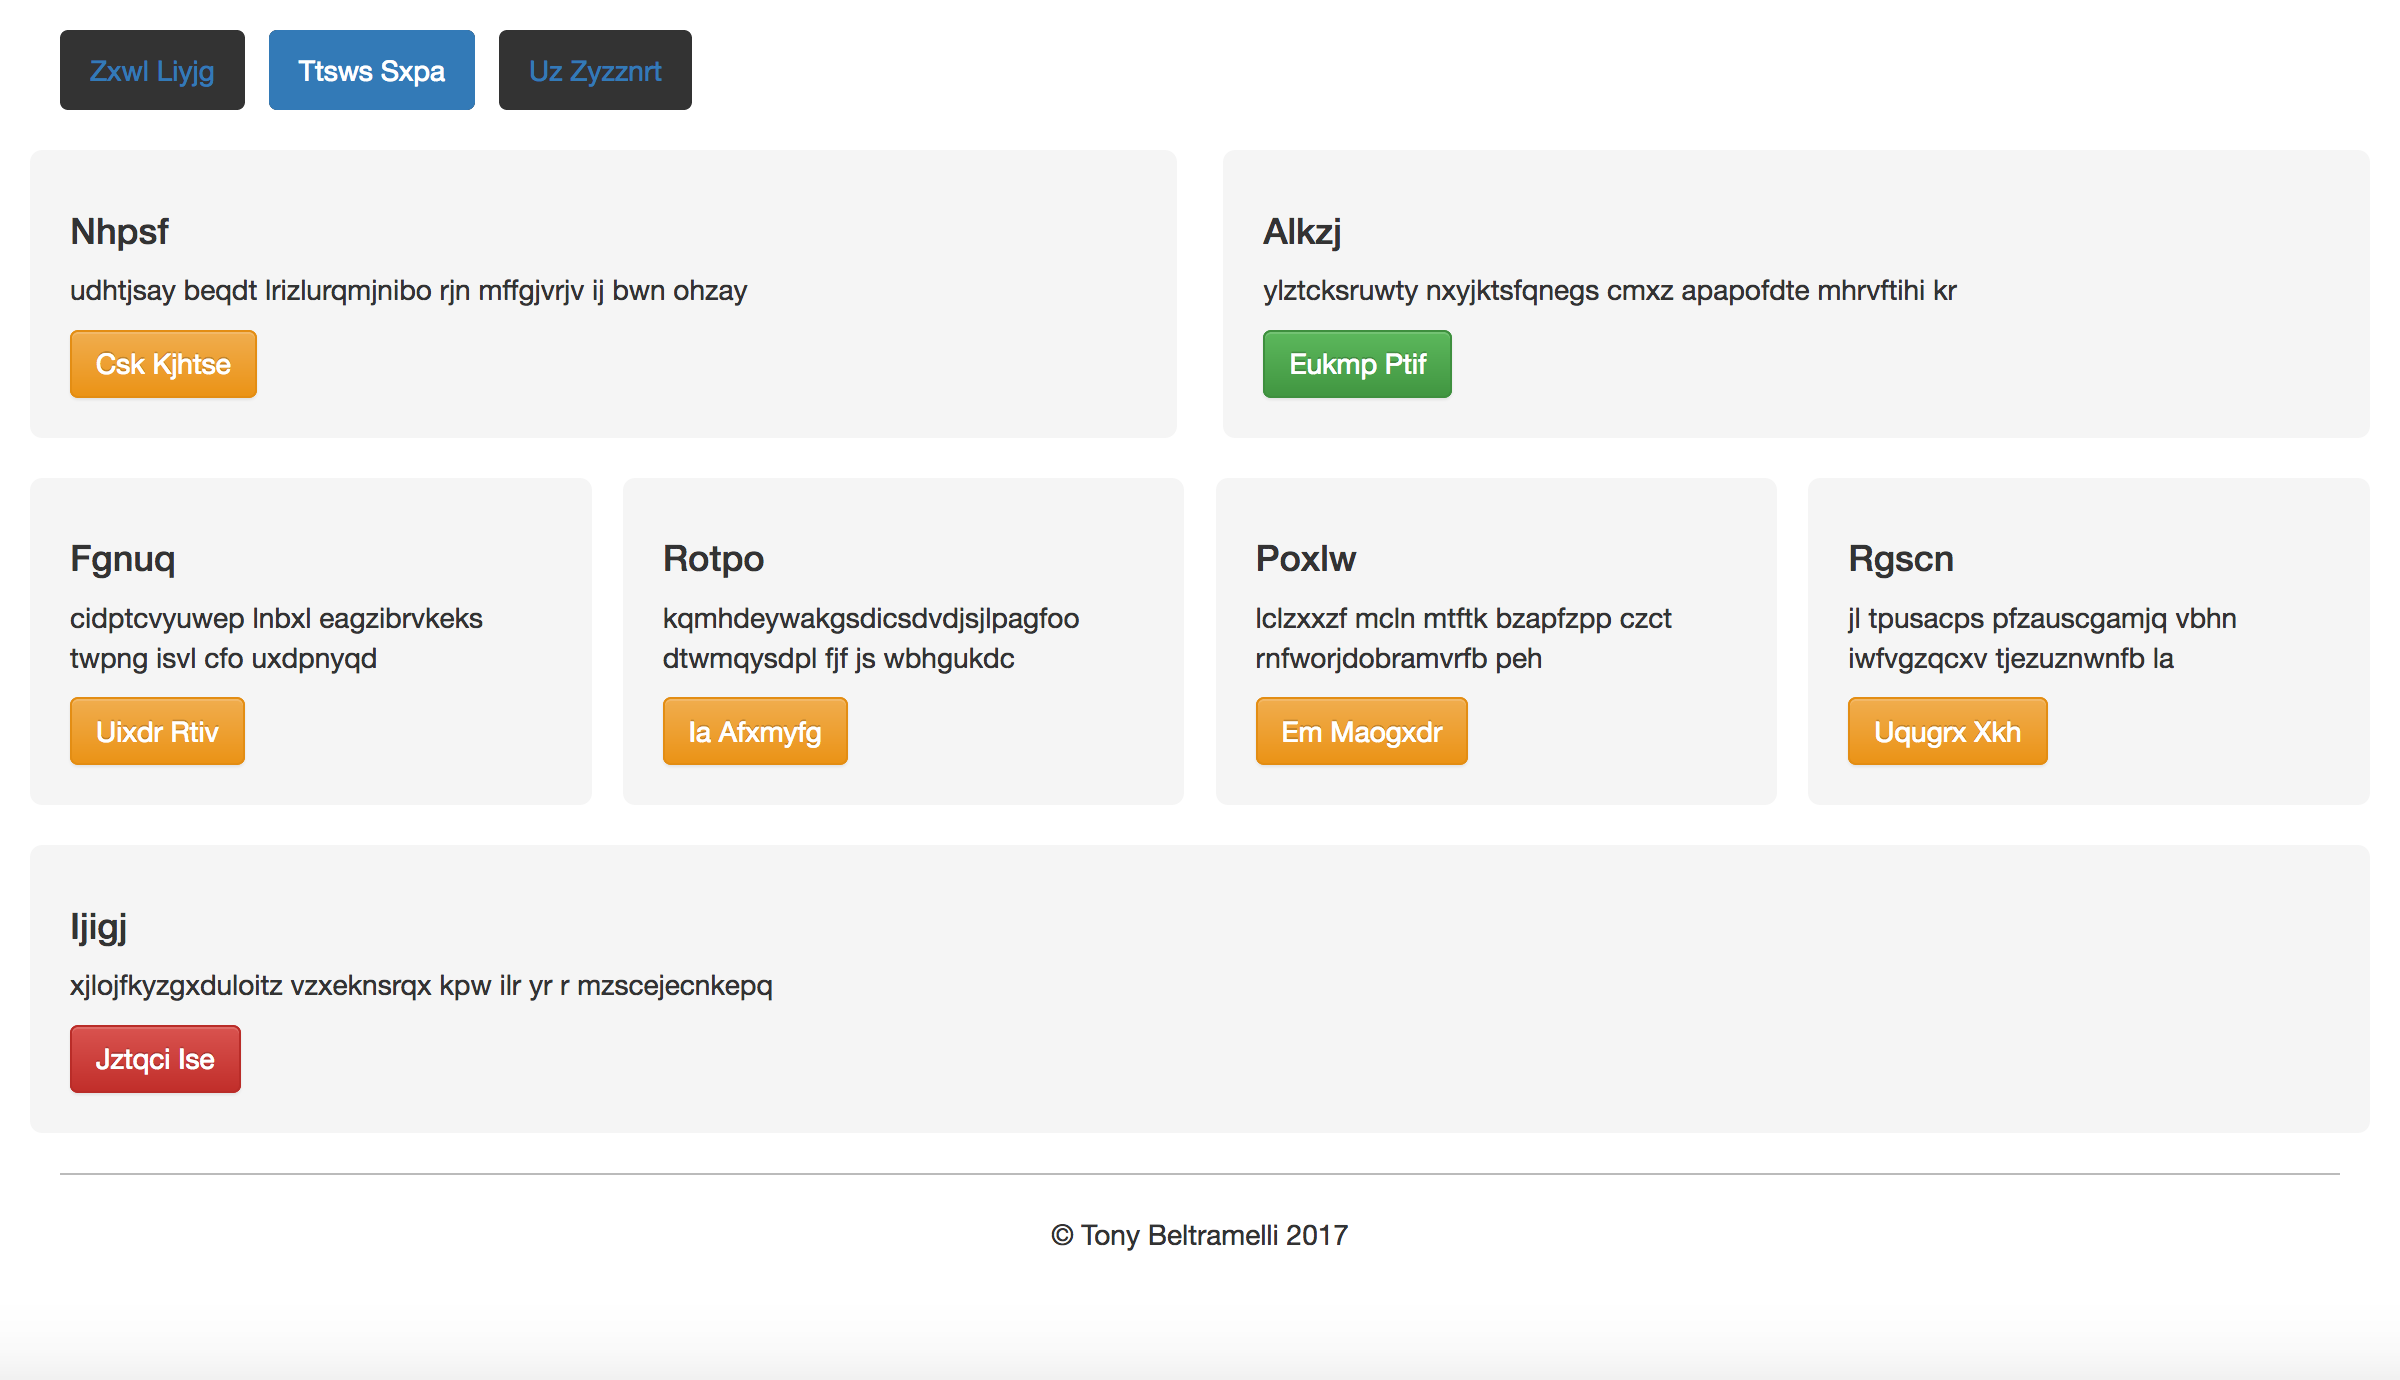 Zxwl Liyjg
Ttsws Sxpa
Uz Zyzznrt
Nhpsf
udhtjsay beqdt lrizlurqmjnibo rjn mffgjvrjv ij bwn ohzay
Csk Kjhtse
Alkzj
ylztcksruwty nxyjktsfqnegs cmxz apapofdte mhrvftihi kr
Eukmp Ptif
Fgnuq
cidptcvyuwep lnbxl eagzibrvkeks
twpng isvl cfo uxdpnyqd
Uixdr Rtiv
Rotpo
kqmhdeywakgsdicsdvdjsjlpagfoo
dtwmqysdpl fjf js wbhgukdc
Ia Afxmyfg
Poxlw
lclzxxzf mcln mtftk bzapfzpp czct
rnfworjdobramvrfb peh
Em Maogxdr
Rgscn
jl tpusacps pfzauscgamjq vbhn
iwfvgzqcxv tjezuznwnfb la
Uqugrx Xkh
Ijigj
xjlojfkyzgxduloitz vzxeknsrqx kpw ilr yr r mzscejecnkepq
Jztqci Ise
© Tony Beltramelli 2017